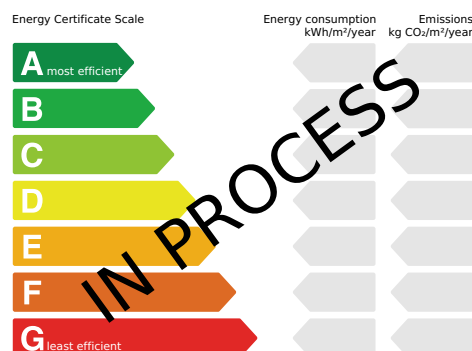 Energy Certificate Scale
Energy consumption
kWh/m²/year
Emissions
kg CO₂/m²/year
A most efficient
B
C
D
E
F
G least efficient
IN PROCESS